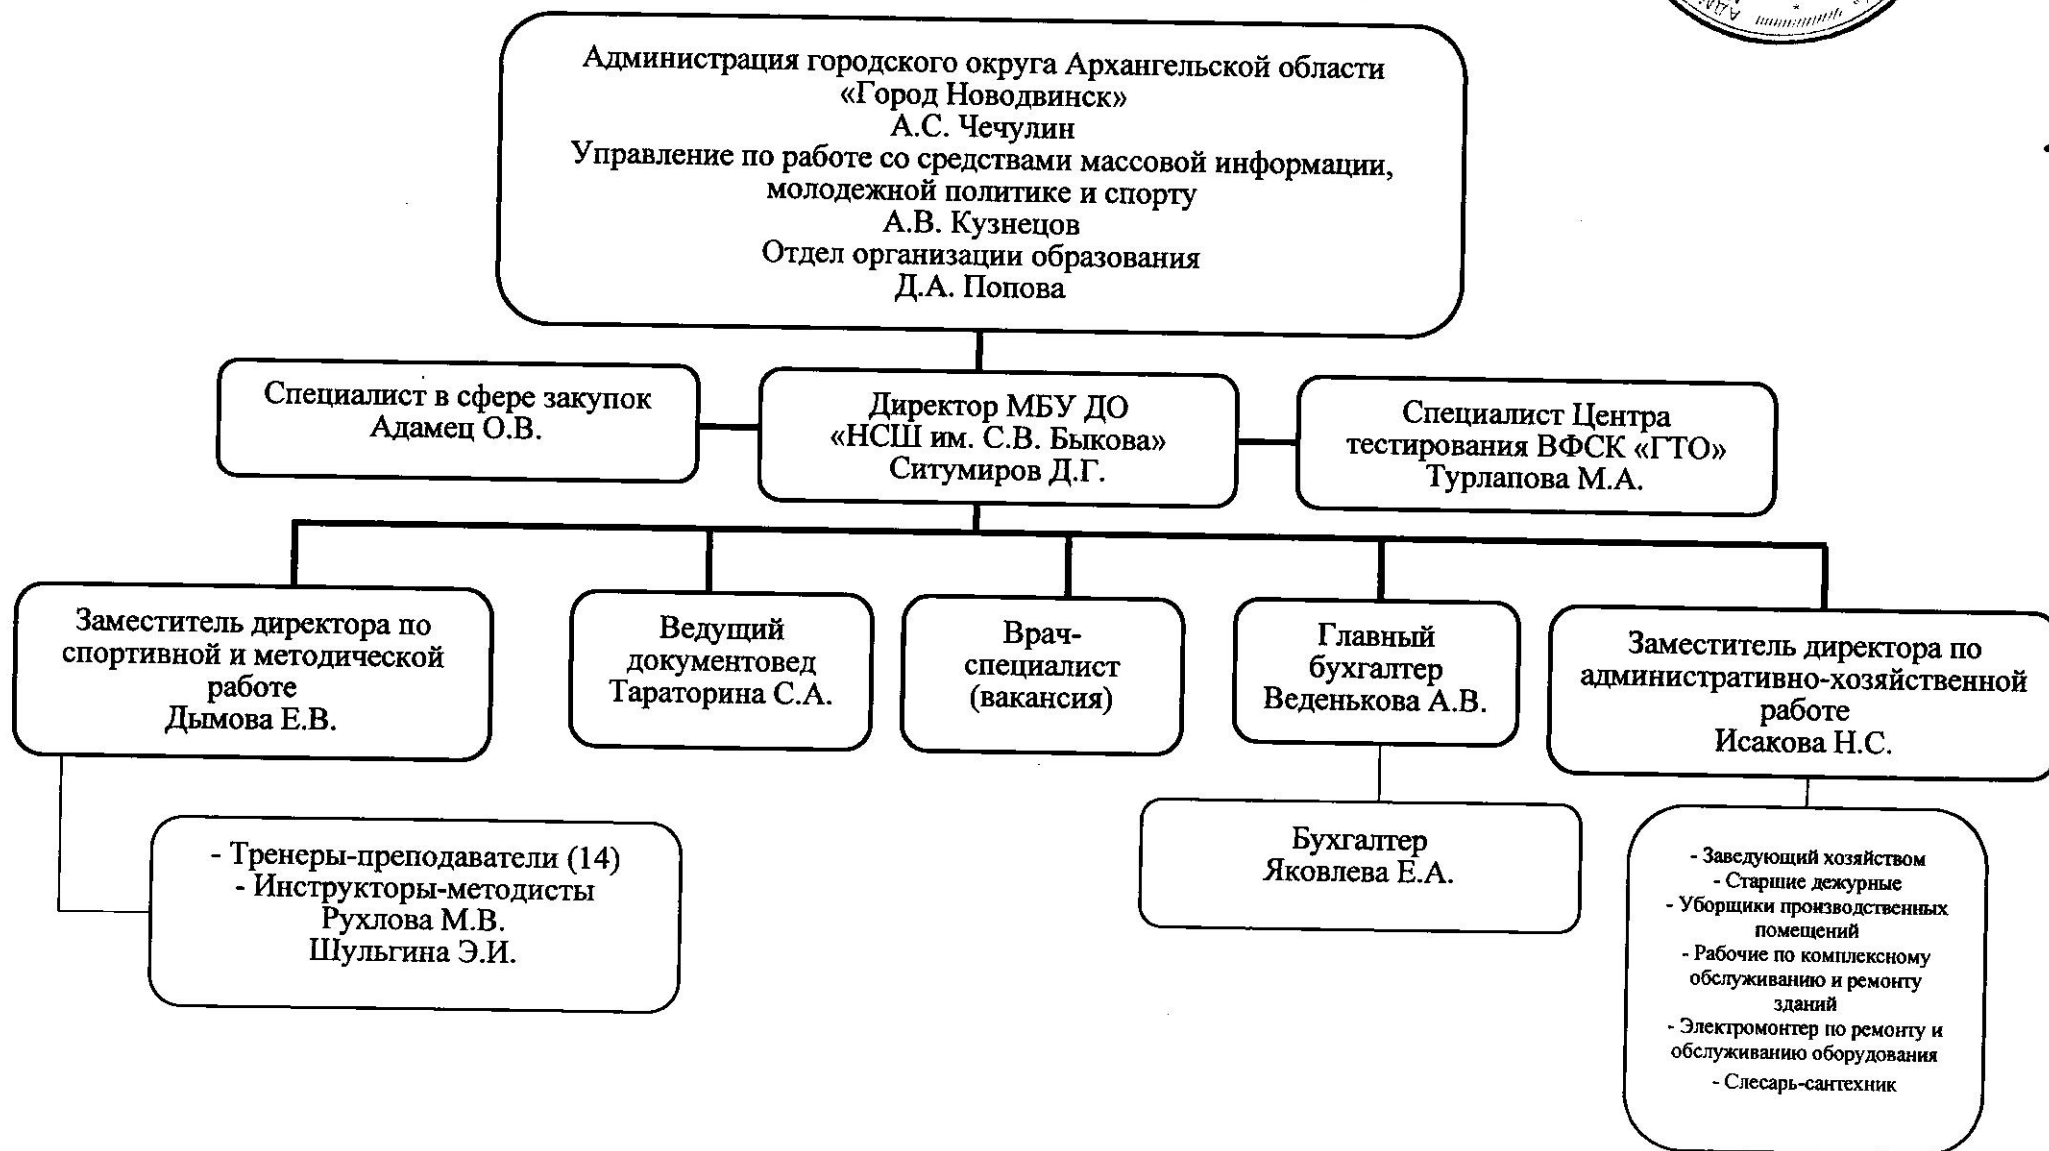 Администрация городского округа Архангельской области
«Город Новодвинск»
А.С. Чечулин
Управление по работе со средствами массовой информации,
молодежной политике и спорту
А.В. Кузнецов
Отдел организации образования
Д.А. Попова
Специалист в сфере закупок
Адамец О.В.
Директор МБУ ДО
«НСШ им. С.В. Быкова»
Ситумиров Д.Г.
Специалист Центра
тестирования ВФСК «ГТО»
Турлапова М.А.
Заместитель директора по
спортивной и методической
работе
Дымова Е.В.
Ведущий
документовед
Тараторина С.А.
Врач-
специалист
(вакансия)
Главный
бухгалтер
Веденькова А.В.
Заместитель директора по
административно-хозяйственной
работе
Исакова Н.С.
- Тренеры-преподаватели (14)
- Инструкторы-методисты
Рухлова М.В.
Шульгина Э.И.
Бухгалтер
Яковлева Е.А.
- Заведующий хозяйством
- Старшие дежурные
- Уборщики производственных
помещений
- Рабочие по комплексному
обслуживанию и ремонту
зданий
- Электромонтер по ремонту и
обслуживанию оборудования
- Слесарь-сантехник